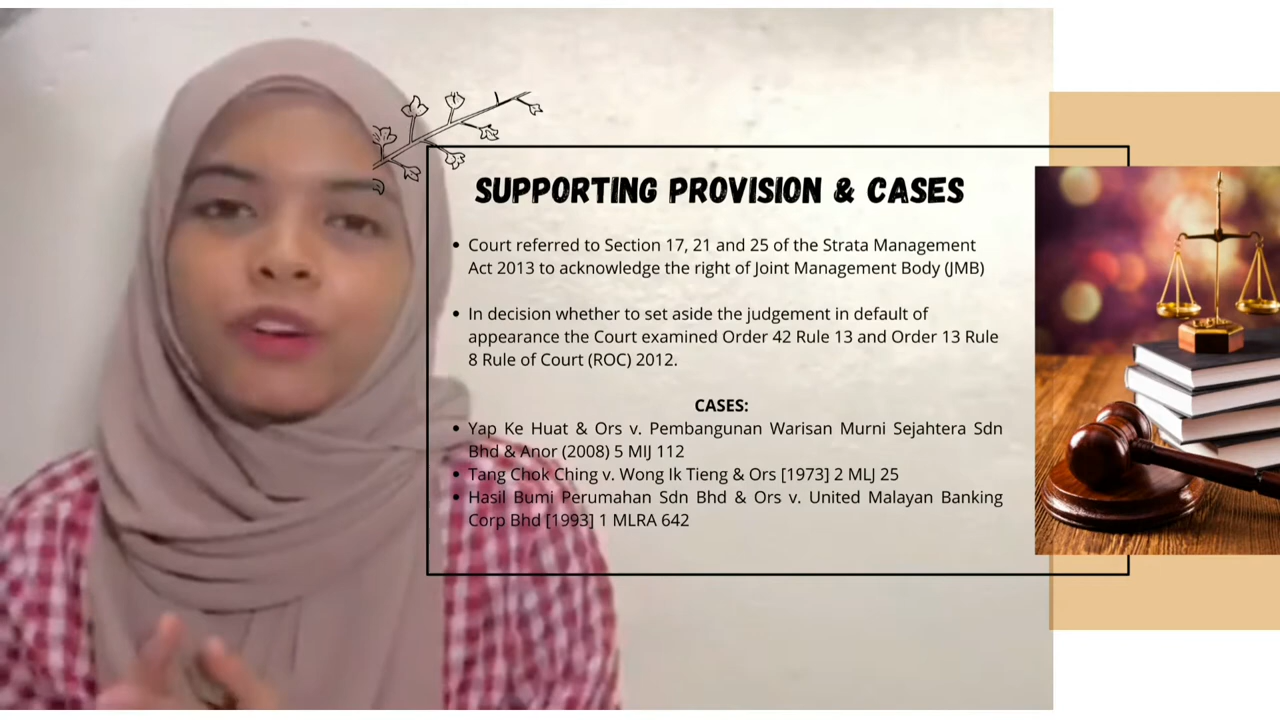 SUPPORTING PROVISION & CASES
• Court referred to Section 17, 21 and 25 of the Strata Management
Act 2013 to acknowledge the right of Joint Management Body (JMB)
• In decision whether to set aside the judgement in default of
appearance the Court examined Order 42 Rule 13 and Order 13 Rule
8 Rule of Court (ROC) 2012.
CASES:
• Yap Ke Huat & Ors v. Pembangunan Warisan Murni Sejahtera Sdn
Bhd & Anor (2008) 5 MlJ 112
• Tang Chok Ching v. Wong Ik Tieng & Ors [1973] 2 MLJ 25
• Hasil Bumi Perumahan Sdn Bhd & Ors v. United Malayan Banking
Corp Bhd [1993] 1 MLRA 642